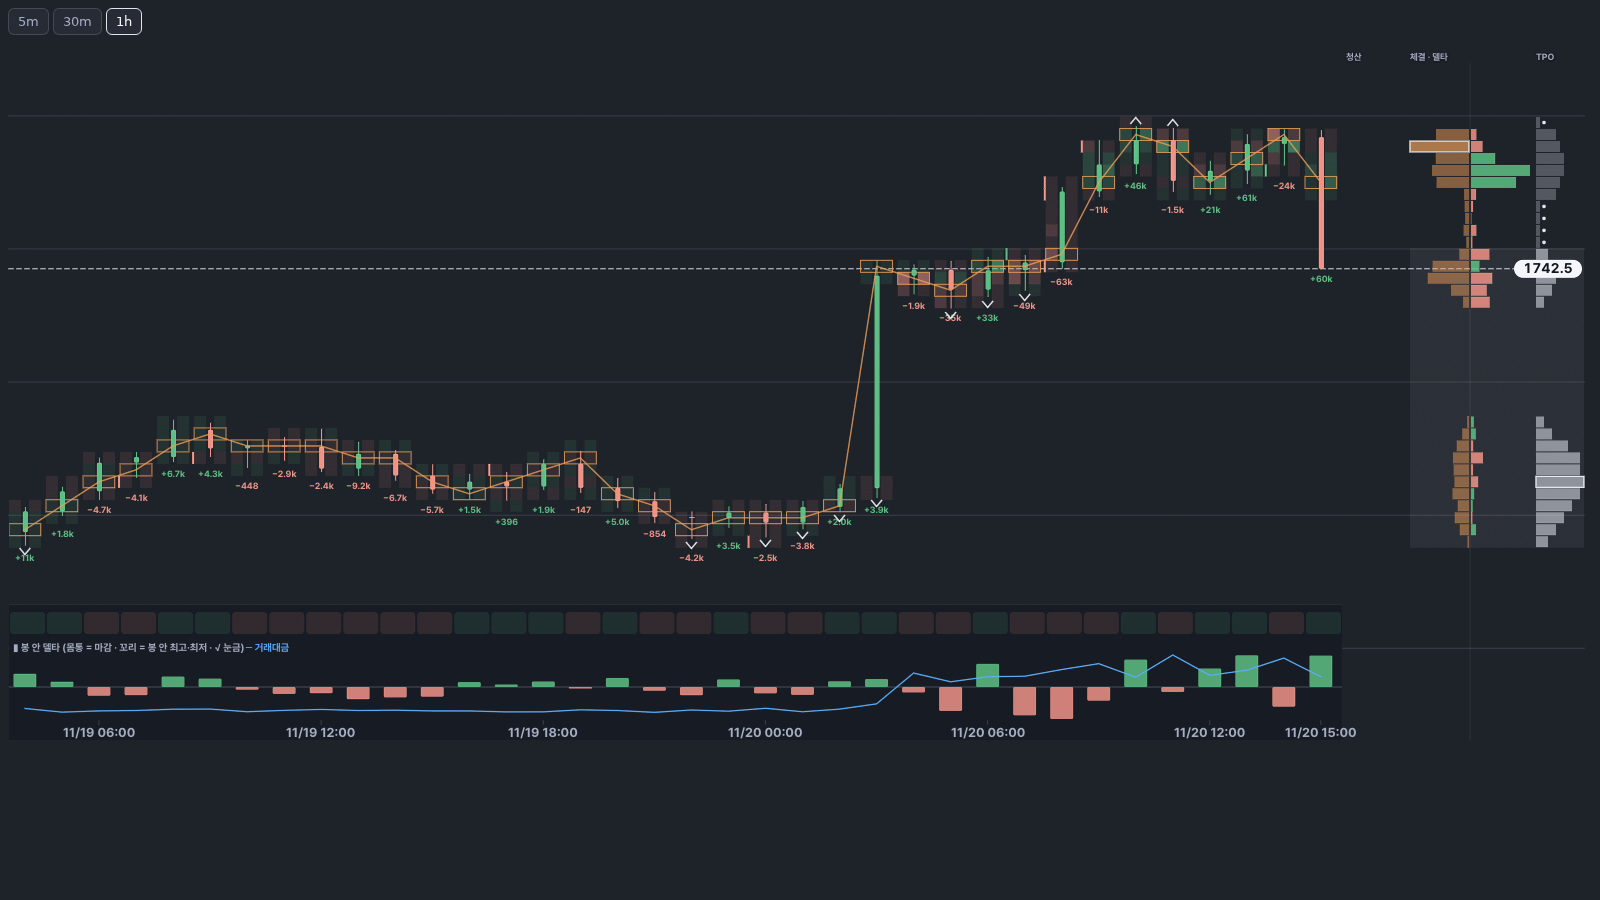 5m 30m 1h
청산 체결 · 델타 TPO
+46k
−11k −1.5k +21k +61k −24k
1742.5
−63k +60k
−1.9k −35k +33k −49k
+6.7k +4.3k −448 −2.9k −2.4k −9.2k
+11k +1.8k −4.7k −4.1k −6.7k −5.7k +1.5k +396 +1.9k −147 +5.0k −854 −4.2k +3.5k −2.5k −3.8k +2.0k +3.9k
봉 안 델타 (몸통 = 마감 · 꼬리 = 봉 안 최고·최저 · √ 눈금) ─ 거래대금
11/19 06:00 11/19 12:00 11/19 18:00 11/20 00:00 11/20 06:00 11/20 12:00 11/20 15:00